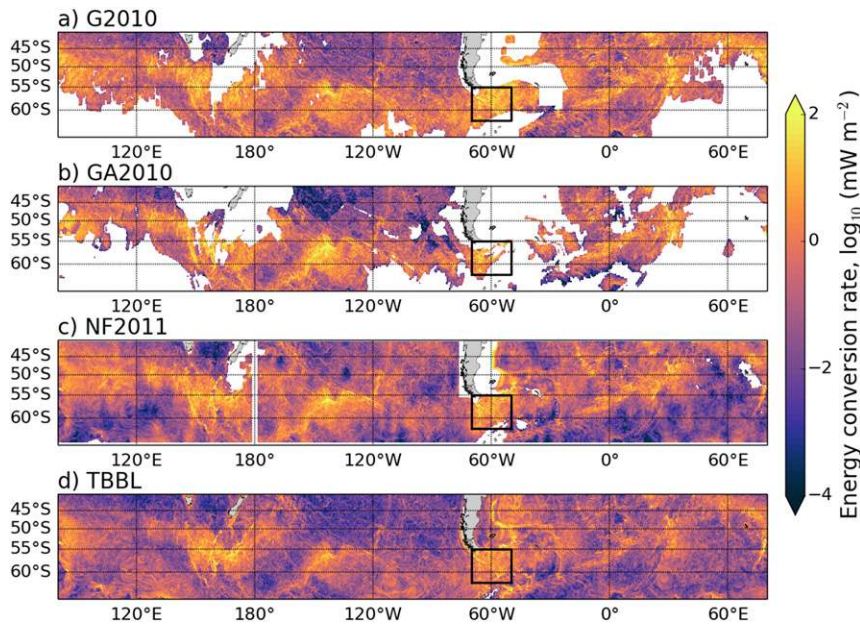 a) G2010
45°S
50°S
55°S
60°S
120°E 180° 120°W 60°W 0° 60°E
b) GA2010
45°S
50°S
55°S
60°S
120°E 180° 120°W 60°W 0° 60°E
c) NF2011
45°S
50°S
55°S
60°S
120°E 180° 120°W 60°W 0° 60°E
d) TBBL
45°S
50°S
55°S
60°S
120°E 180° 120°W 60°W 0° 60°E
2
0
−2
−4
Energy conversion rate, log₁₀ (mW m⁻²)